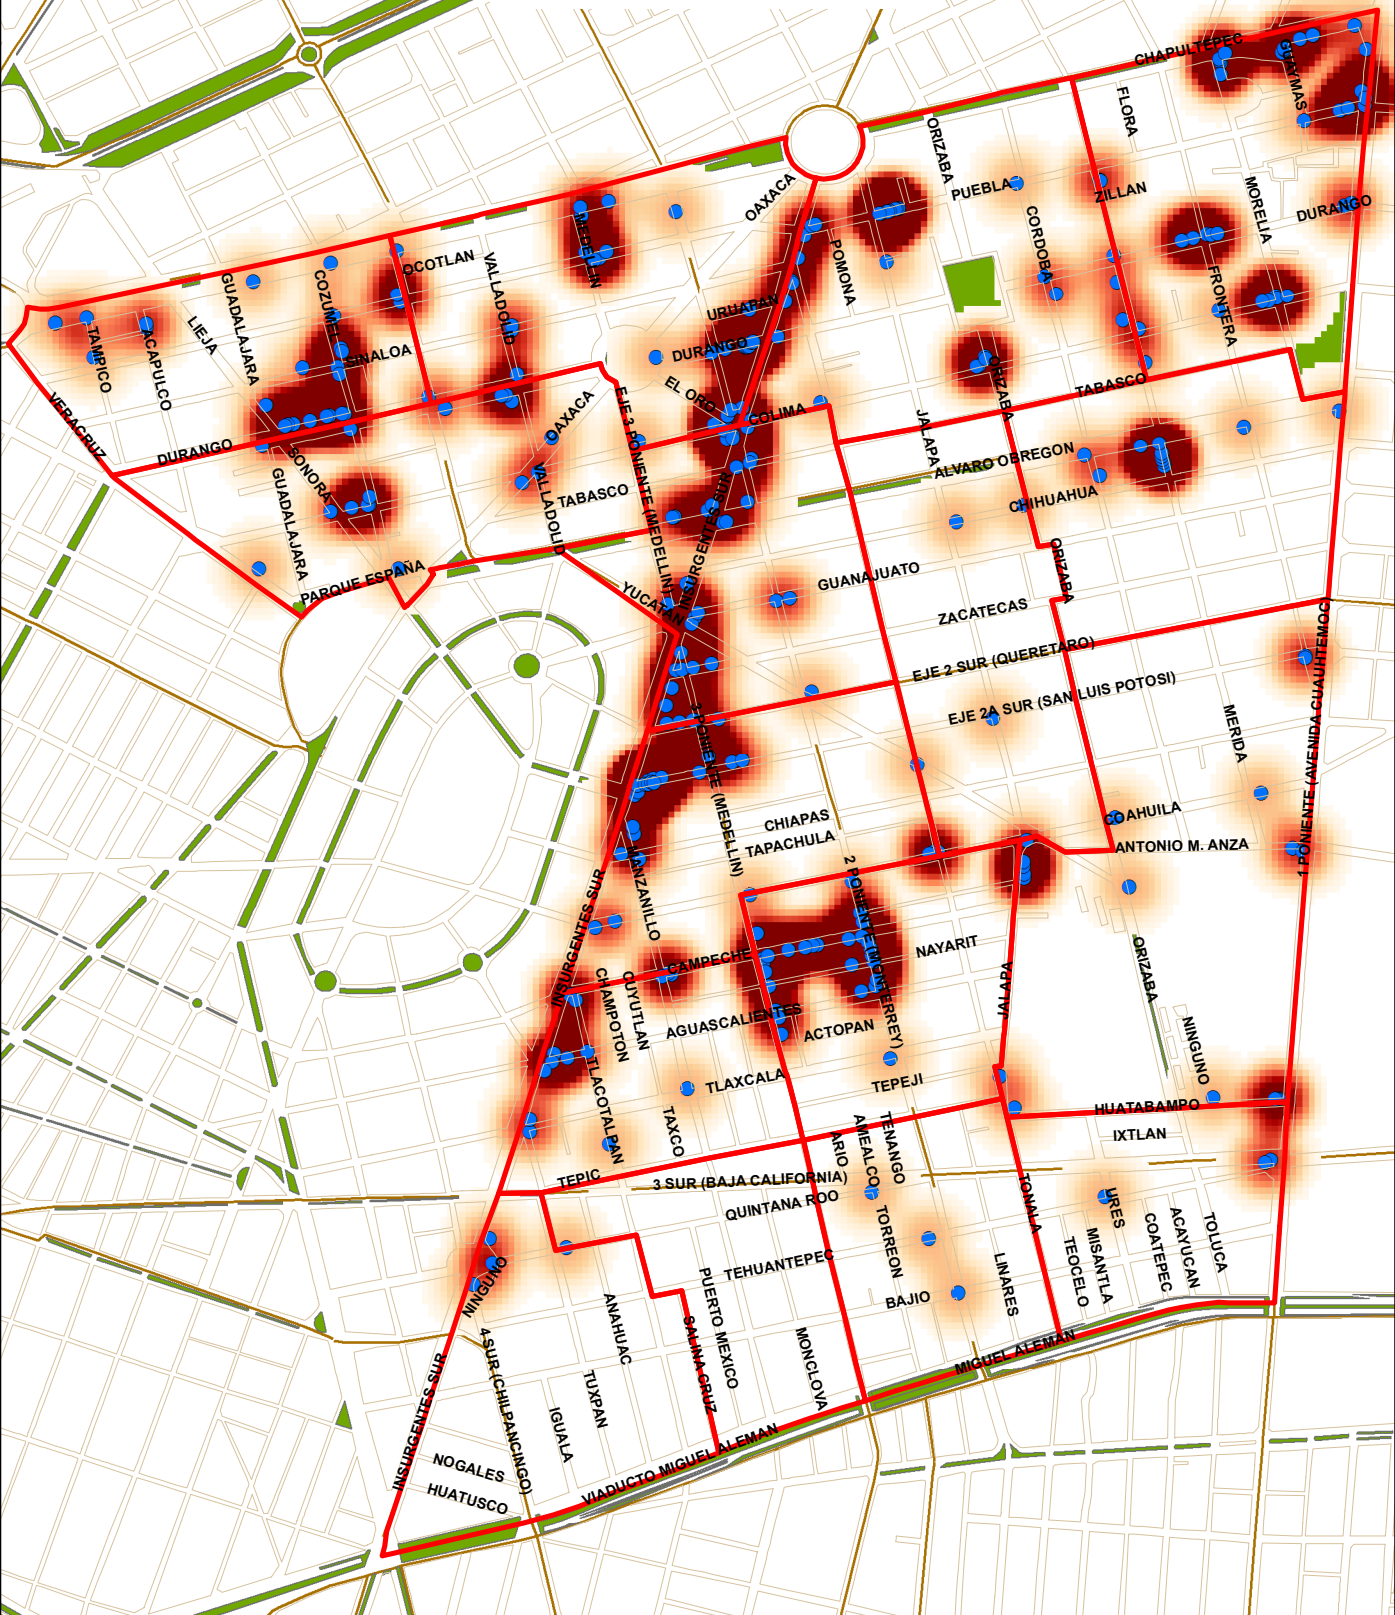 CHAPULTEPEC
GUAYMAS
FLORA
ORIZABA
OAXACA
PUEBLA
ZILLAN
MORELIA
DURANGO
CORDOBA
MEDELLIN
POMONA
OCOTLAN
VALLADOLID
COZUMEL
GUADALAJARA
LIEJA
ACAPULCO
TAMPICO
URUAPAN
FRONTERA
DURANGO
SINALOA
EL ORO
COLIMA
ORIZABA
TABASCO
VERACRUZ
OAXACA
EJE 3 PONIENTE (MEDELLIN)
JALAPA
DURANGO
SONORA
GUADALAJARA
VALLADOLID
TABASCO
INSURGENTES SUR
ALVARO OBREGON
CHIHUAHUA
ORIZABA
PARQUE ESPAÑA
YUCATAN
GUANAJUATO
ZACATECAS
EJE 2 SUR (QUERETARO)
EJE 2A SUR (SAN LUIS POTOSI)
1 PONIENTE (AVENIDA CUAUHTEMOC)
MERIDA
3 PONIENTE (MEDELLIN)
CHIAPAS
TAPACHULA
COAHUILA
ANTONIO M. ANZA
MANZANILLO
INSURGENTES SUR
2 PONIENTE (MONTERREY)
CAMPECHE
NAYARIT
ORIZABA
JALAPA
CUYUTLAN
CHAMPOTON
AGUASCALIENTES
ACTOPAN
NINGUNO
TLACOTALPAN
TLAXCALA
TEPEJI
TAXCO
HUATABAMPO
IXTLAN
ARIO
AMEALCO
TENANGO
TEPIC
3 SUR (BAJA CALIFORNIA)
QUINTANA ROO
TONALA
URES
TORREON
TEHUANTEPEC
BAJIO
LINARES
TEOCELO
MISANTLA
COATEPEC
ACAYUCAN
TOLUCA
NINGUNO
ANAHUAC
PUERTO MEXICO
SALINA CRUZ
MONCLOVA
MIGUEL ALEMAN
INSURGENTES SUR
4 SUR (CHILPANCINGO)
TUXPAN
IGUALA
NOGALES
HUATUSCO
VIADUCTO MIGUEL ALEMAN